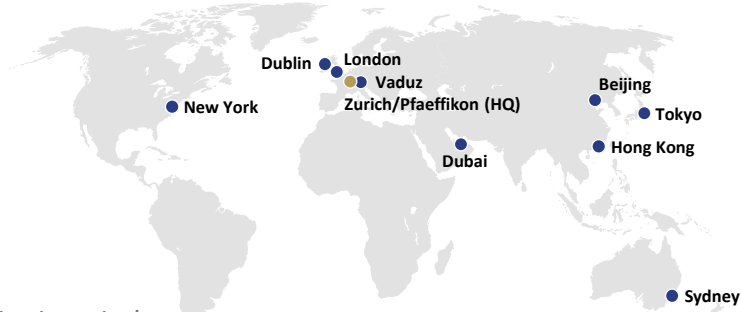 Dublin
London
Vaduz
Zurich/Pfaeffikon (HQ)
New York
Beijing
Tokyo
Hong Kong
Dubai
Sydney